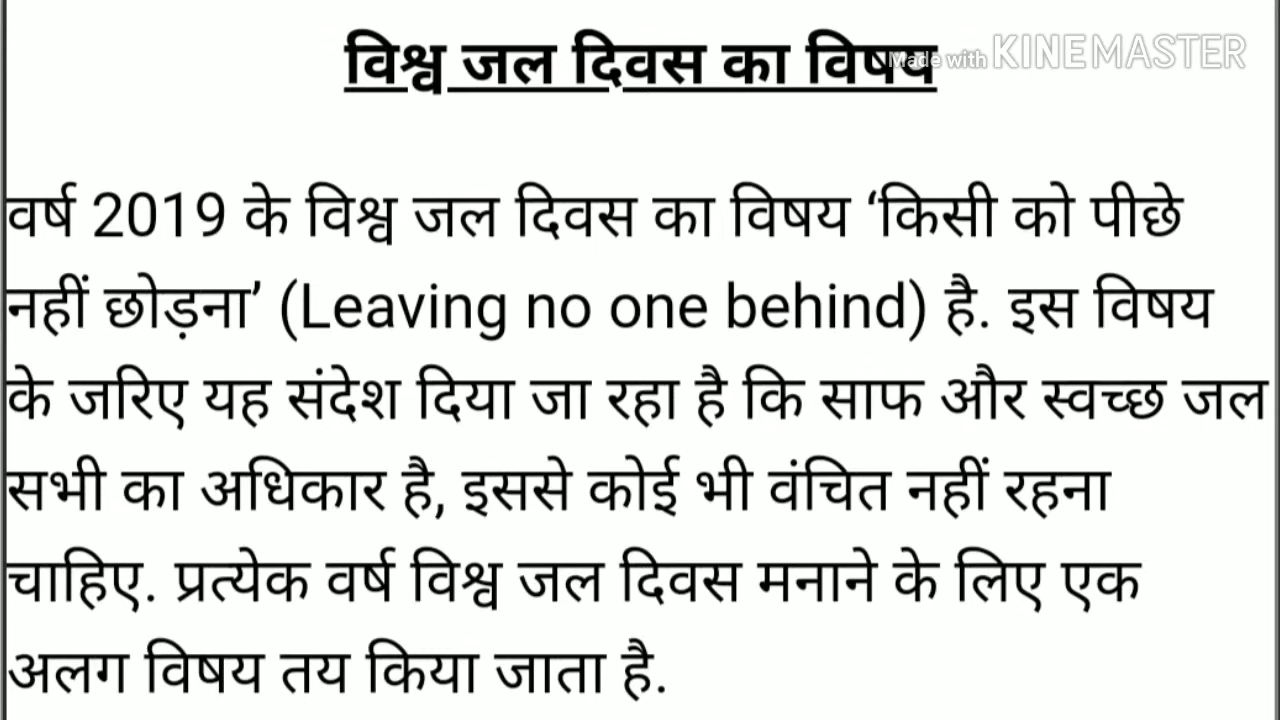 विश्व जल दिवस का विषय
Made with KINEMASTER
वर्ष 2019 के विश्व जल दिवस का विषय ‘किसी को पीछे
नहीं छोड़ना’ (Leaving no one behind) है. इस विषय
के जरिए यह संदेश दिया जा रहा है कि साफ और स्वच्छ जल
सभी का अधिकार है, इससे कोई भी वंचित नहीं रहना
चाहिए. प्रत्येक वर्ष विश्व जल दिवस मनाने के लिए एक
अलग विषय तय किया जाता है.